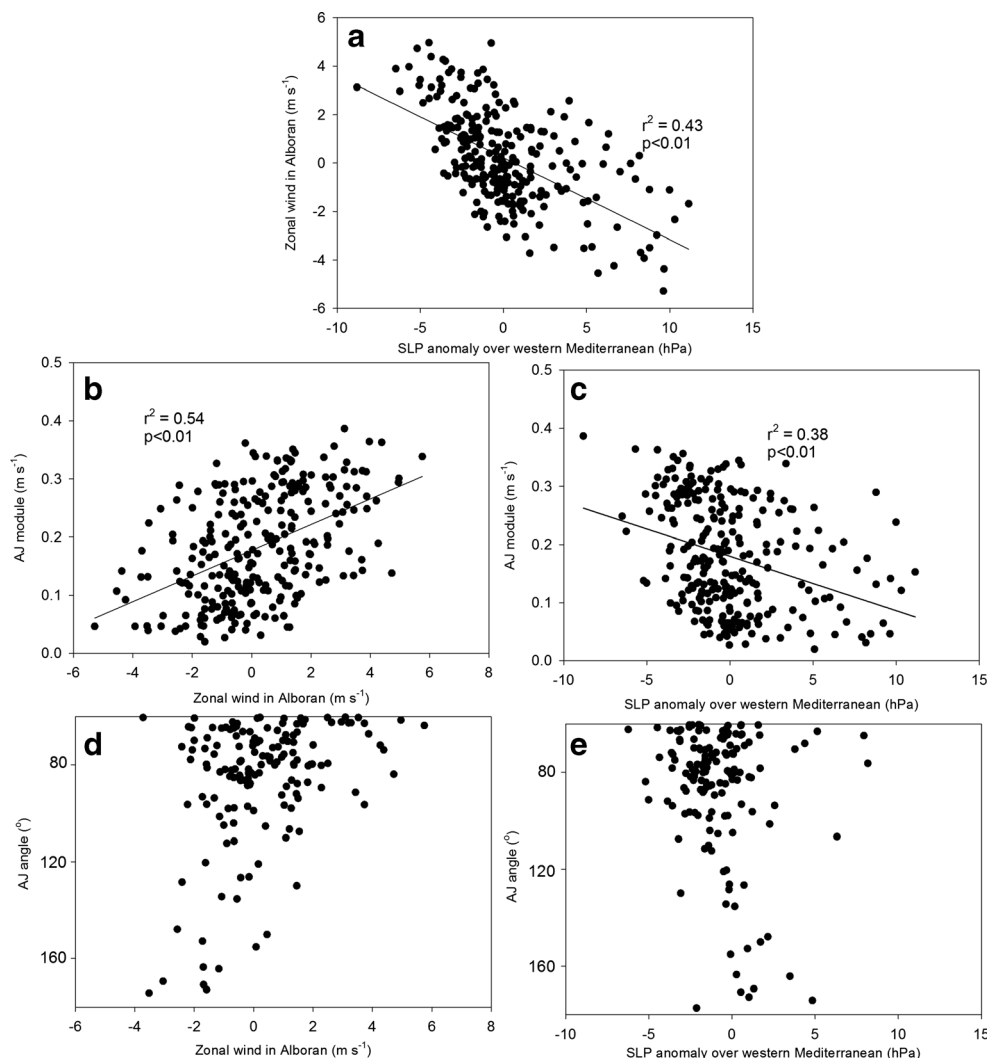 a
r² = 0.43
p<0.01
Zonal wind in Alboran (m s⁻¹)
6
4
2
0
-2
-4
-6
-10 -5 0 5 10 15
SLP anomaly over western Mediterranean (hPa)
b
r² = 0.54
p<0.01
AJ module (m s⁻¹)
0.5
0.4
0.3
0.2
0.1
0.0
-6 -4 -2 0 2 4 6 8
Zonal wind in Alboran (m s⁻¹)
c
r² = 0.38
p<0.01
AJ module (m s⁻¹)
0.5
0.4
0.3
0.2
0.1
0.0
-10 -5 0 5 10 15
SLP anomaly over western Mediterranean (hPa)
d
AJ angle (º)
80
120
160
-6 -4 -2 0 2 4 6 8
Zonal wind in Alboran (m s⁻¹)
e
AJ angle (º)
80
120
160
-10 -5 0 5 10 15
SLP anomaly over western Mediterranean (hPa)